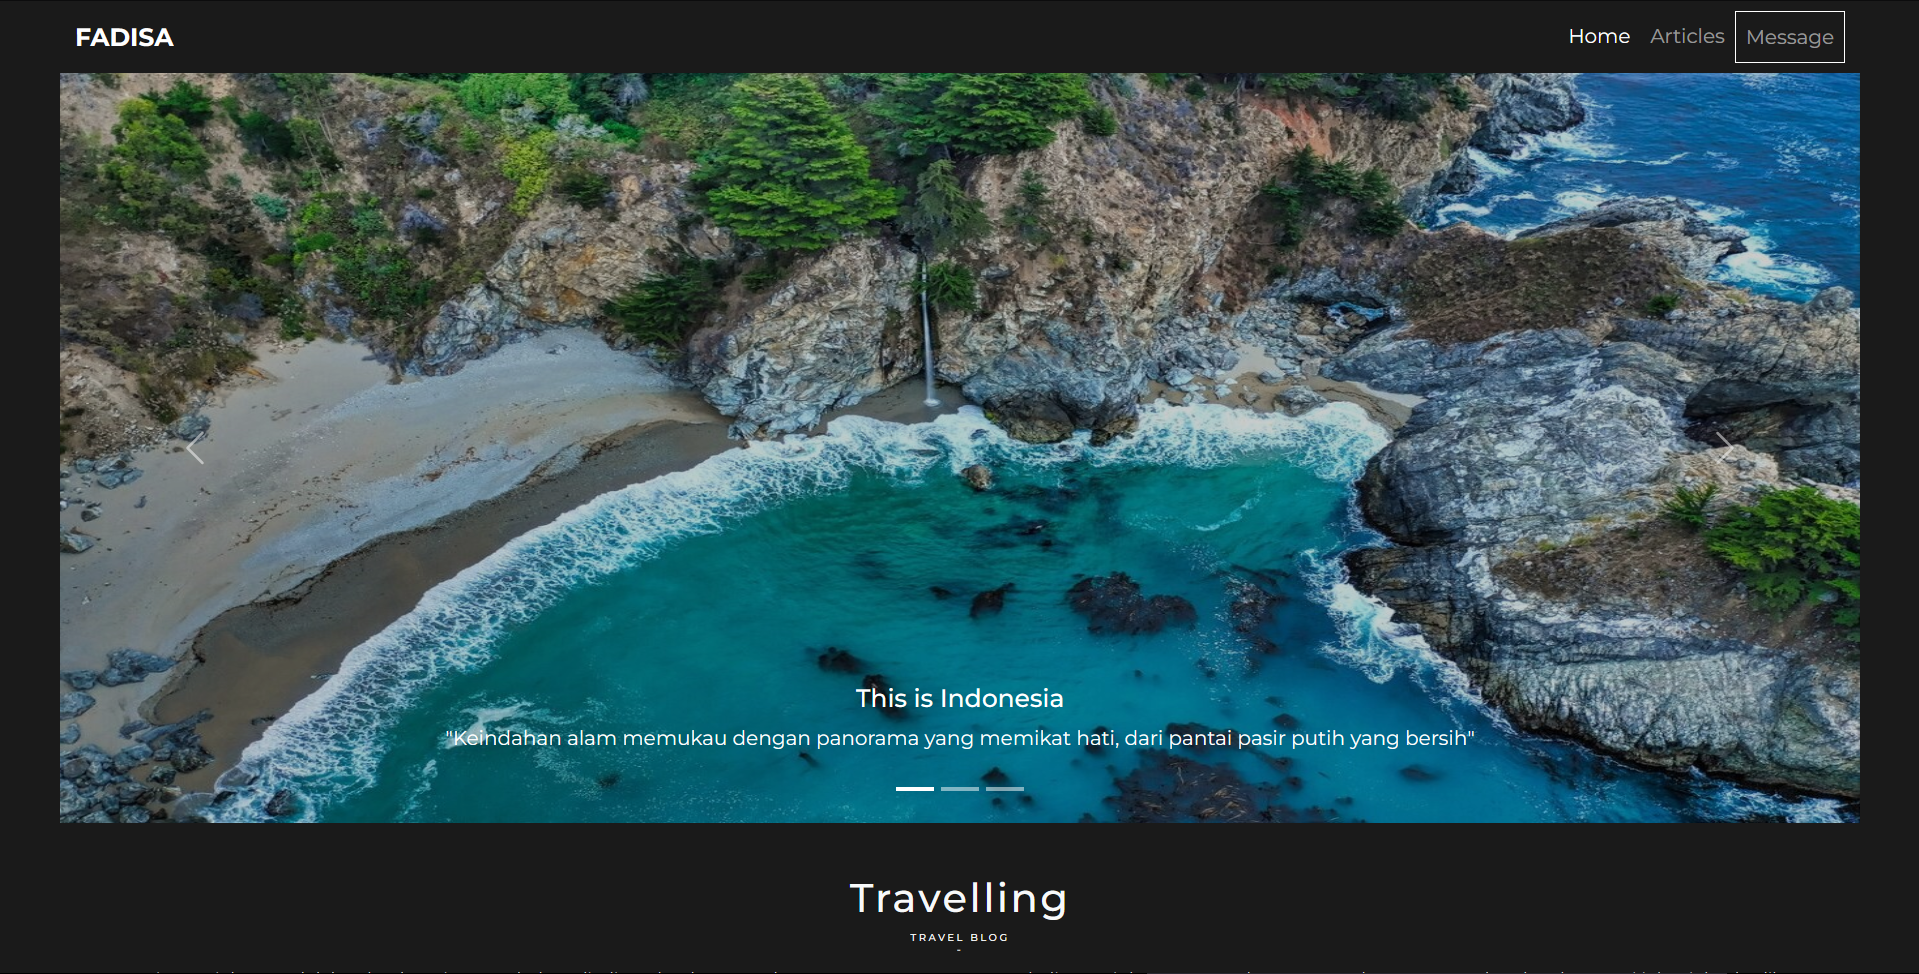 FADISA
Home Articles Message
This is Indonesia
"Keindahan alam memukau dengan panorama yang memikat hati, dari pantai pasir putih yang bersih"
Travelling
TRAVEL BLOG
-